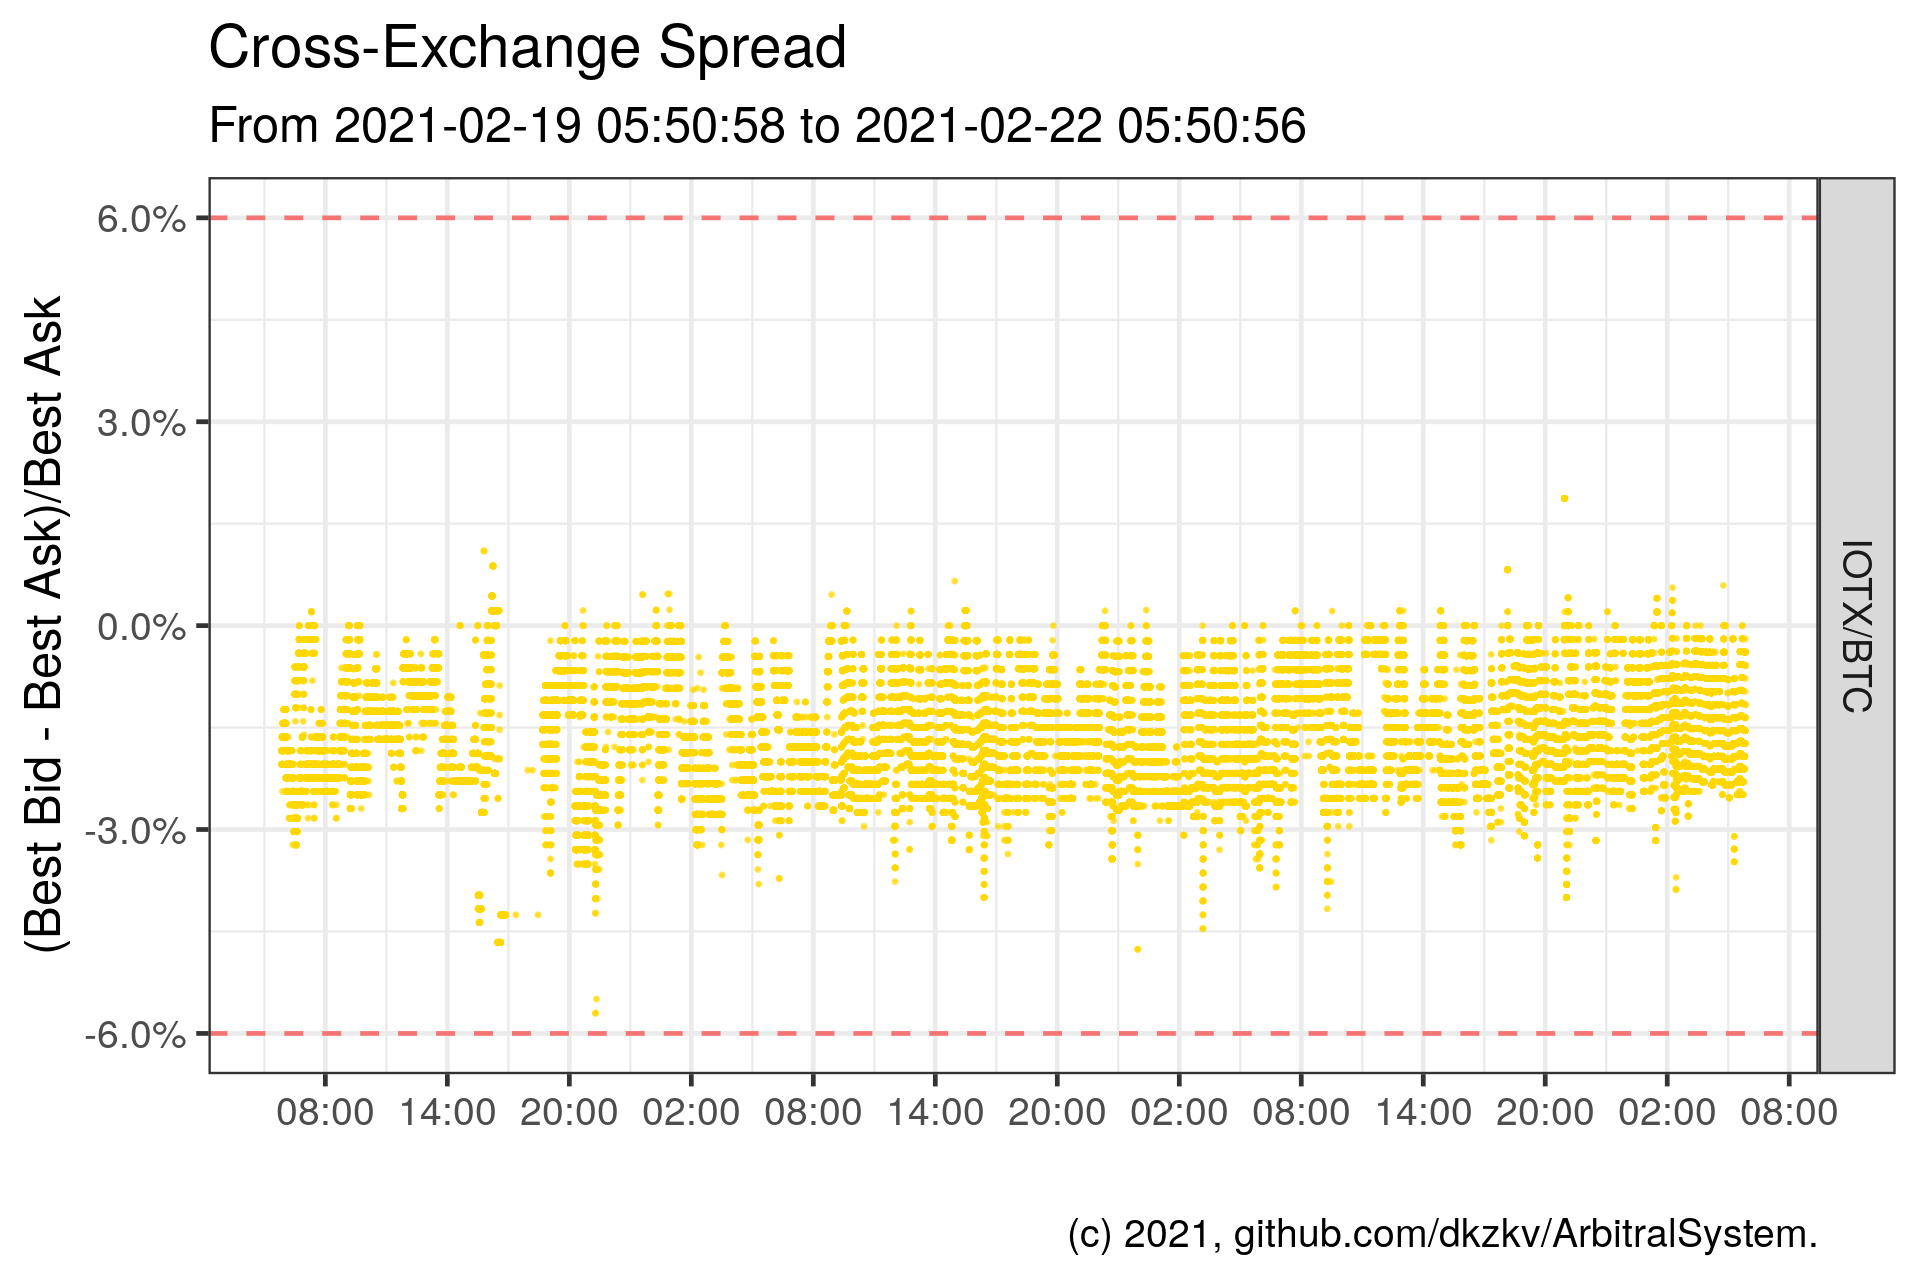 Cross-Exchange Spread
From 2021-02-19 05:50:58 to 2021-02-22 05:50:56
(Best Bid - Best Ask)/Best Ask
6.0%
3.0%
0.0%
-3.0%
-6.0%
IOTX/BTC
08:00 14:00 20:00 02:00 08:00 14:00 20:00 02:00 08:00 14:00 20:00 02:00 08:00
(c) 2021, github.com/dkzkv/ArbitralSystem.